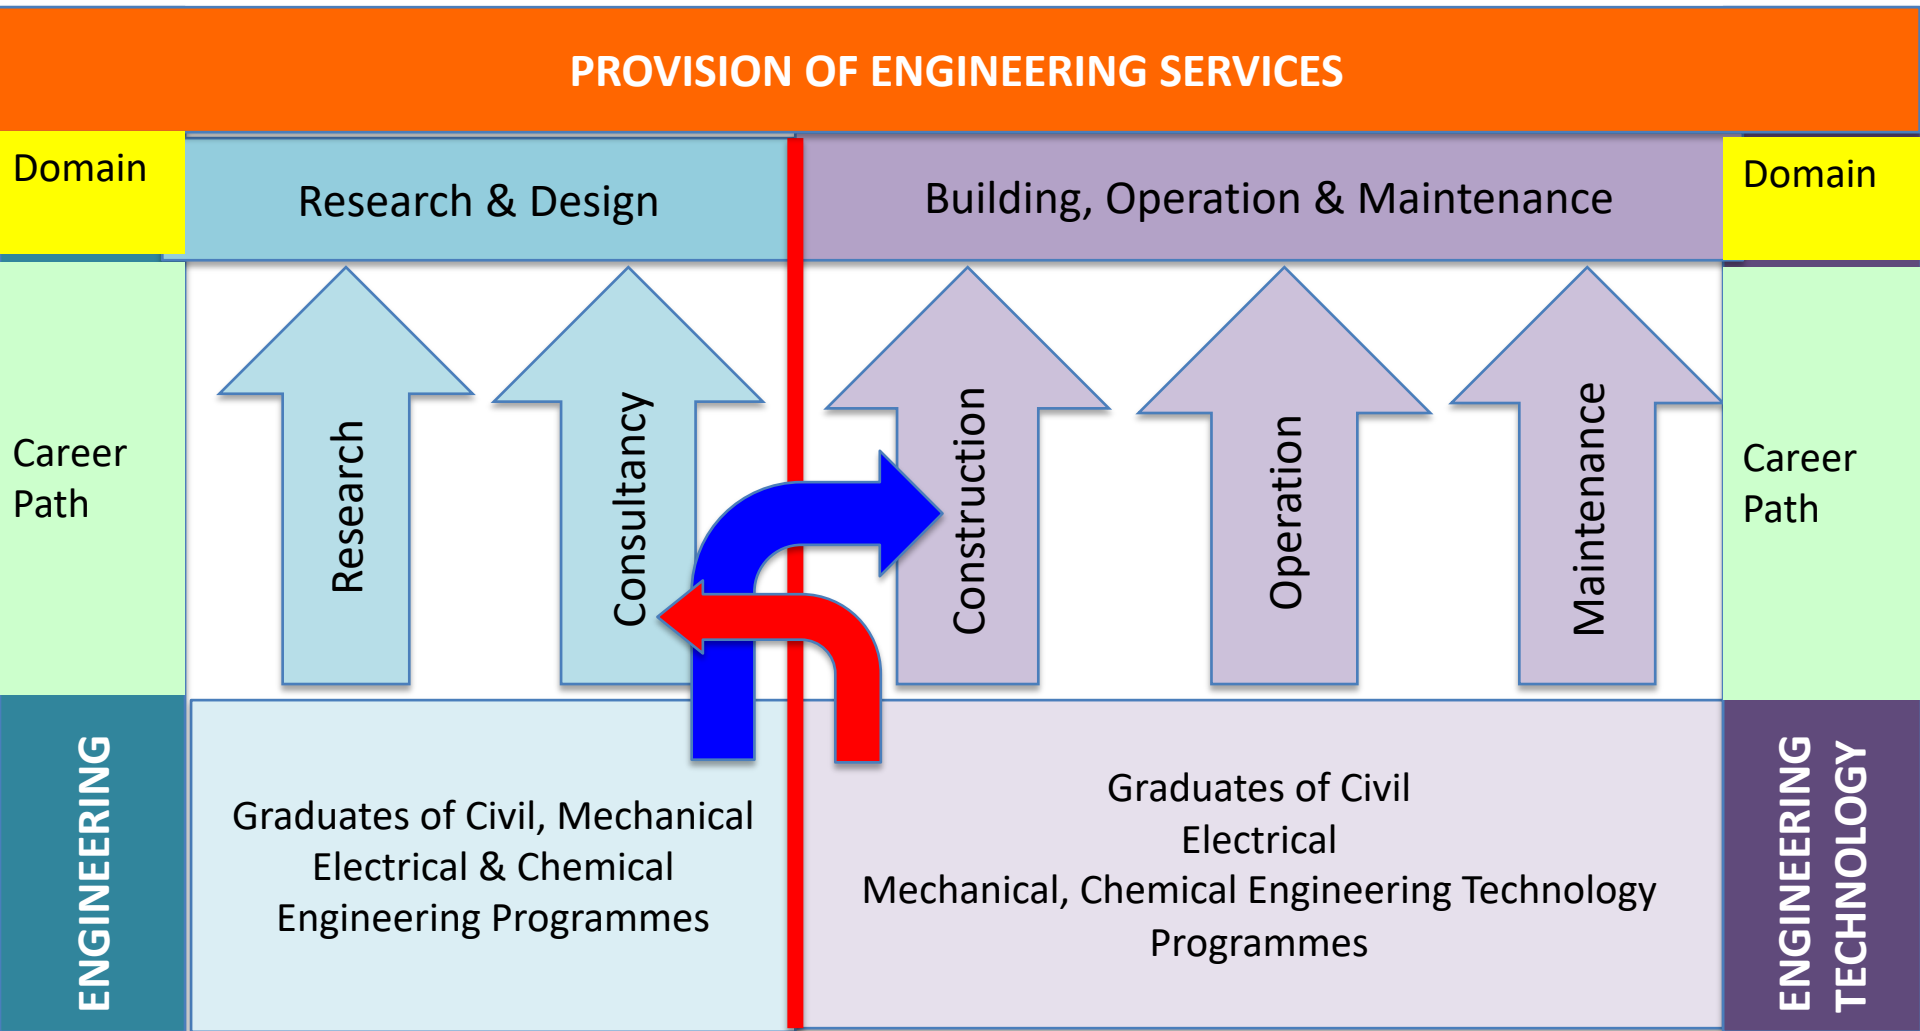 PROVISION OF ENGINEERING SERVICES
Domain
Research & Design
Building, Operation & Maintenance
Domain
Career
Path
Research
Consultancy
Construction
Operation
Maintenance
Career
Path
ENGINEERING
Graduates of Civil, Mechanical
Electrical & Chemical
Engineering Programmes
Graduates of Civil
Electrical
Mechanical, Chemical Engineering Technology
Programmes
ENGINEERING
TECHNOLOGY